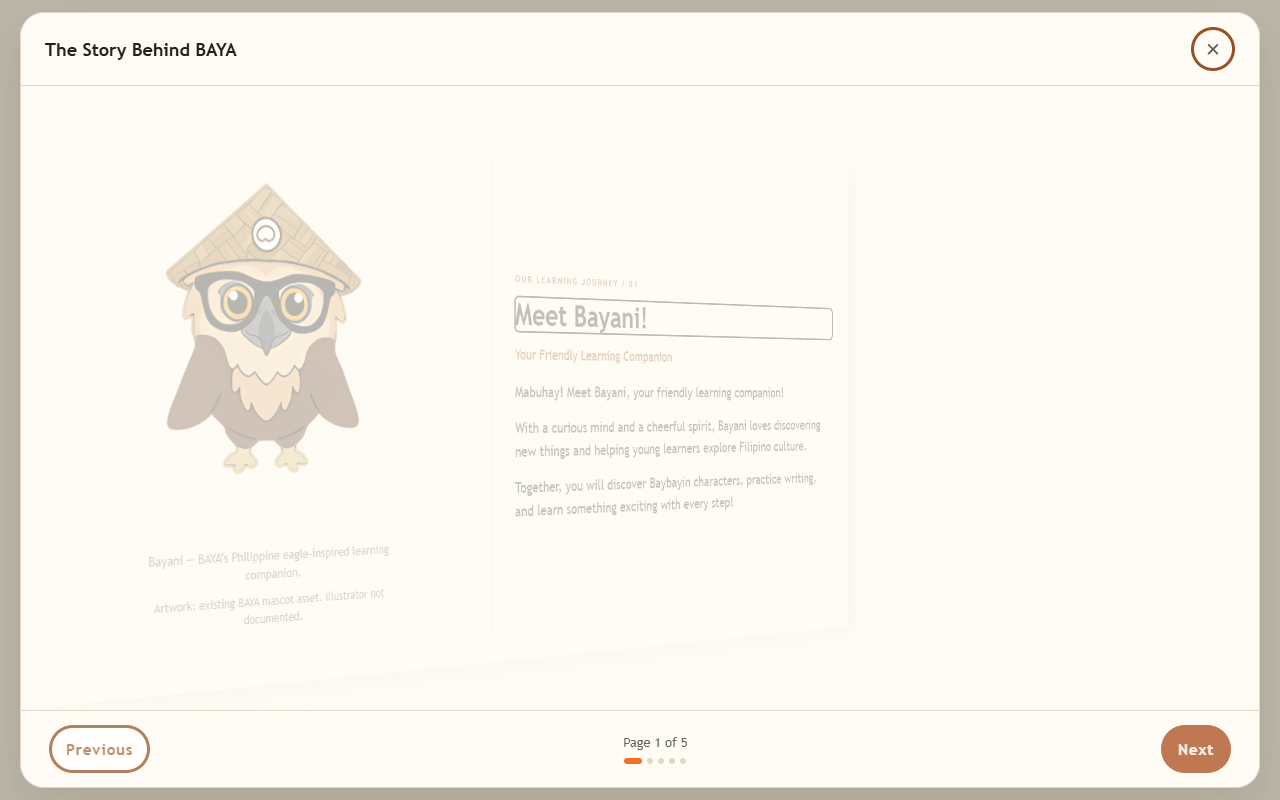 The Story Behind BAYA
OUR LEARNING JOURNEY / 01
Meet Bayani!
Your Friendly Learning Companion
Mabuhay! Meet Bayani, your friendly learning companion!
With a curious mind and a cheerful spirit, Bayani loves discovering
new things and helping young learners explore Filipino culture.
Together, you will discover Baybayin characters, practice writing,
and learn something exciting with every step!
Bayani — BAYA's Philippine eagle-inspired learning
companion.
Artwork: existing BAYA mascot asset. Illustrator not
documented.
Previous
Page 1 of 5
Next